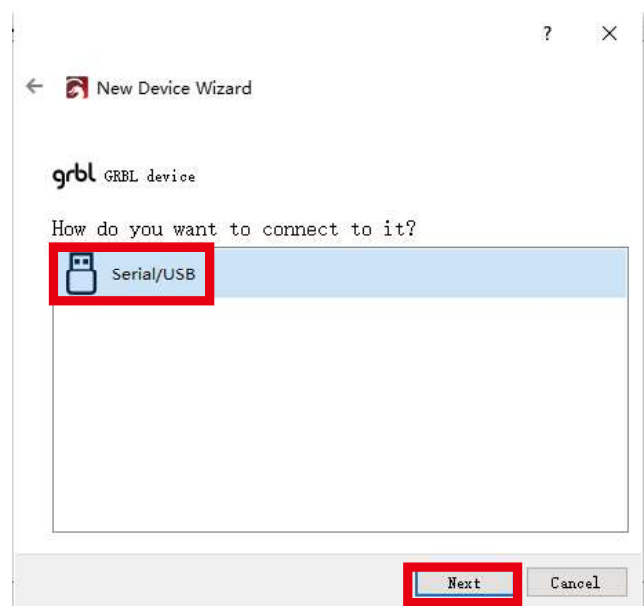 ?
New Device Wizard
grbl GRBL device
How do you want to connect to it?
Serial/USB
Next Cancel